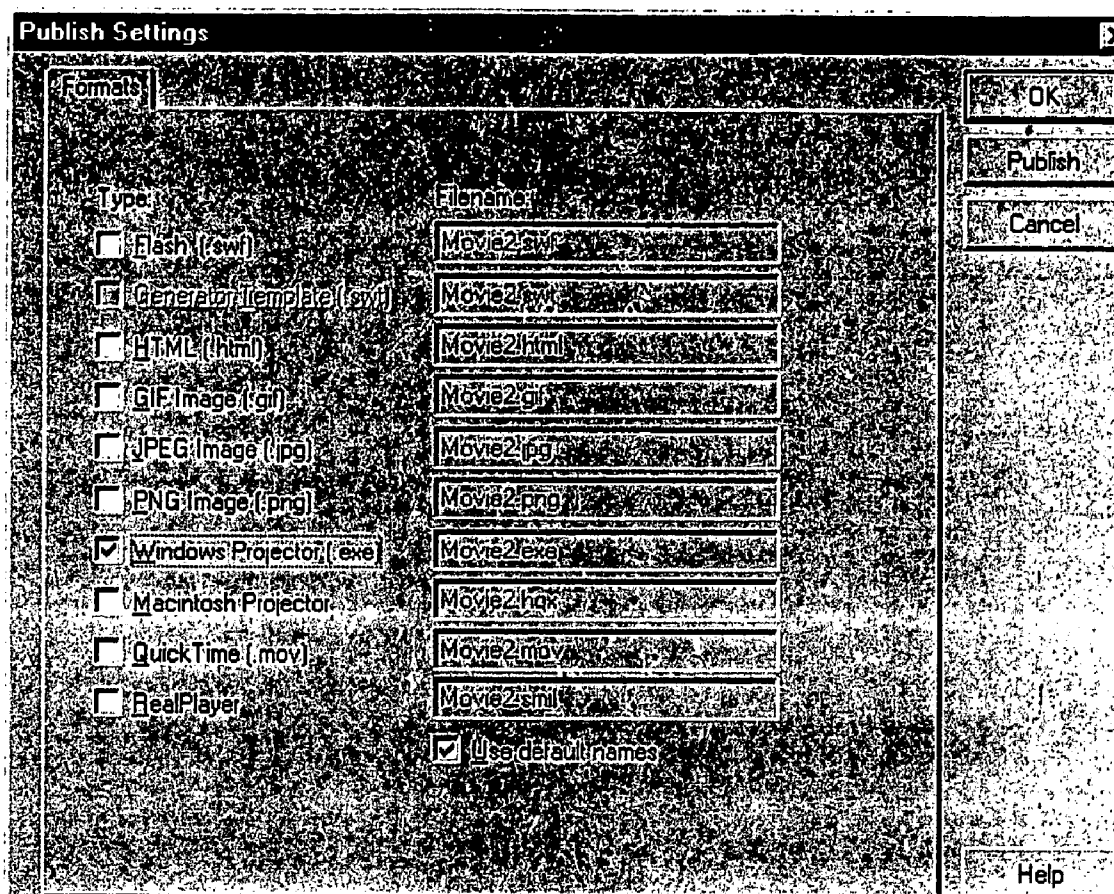 Publish Settings
Formats
OK
Publish
Cancel
Type:
Filename:
Flash (.swf)
Movie2.swf
Generator Template (.swt)
Movie2.swt
HTML (.html)
Movie2.html
GIF Image (.gif)
Movie2.gif
JPEG Image (.jpg)
Movie2.jpg
PNG Image (.png)
Movie2.png
Windows Projector (.exe)
Movie2.exe
Macintosh Projector
Movie2.hqx
QuickTime (.mov)
Movie2.mov
RealPlayer
Movie2.smil
Use default names
Help